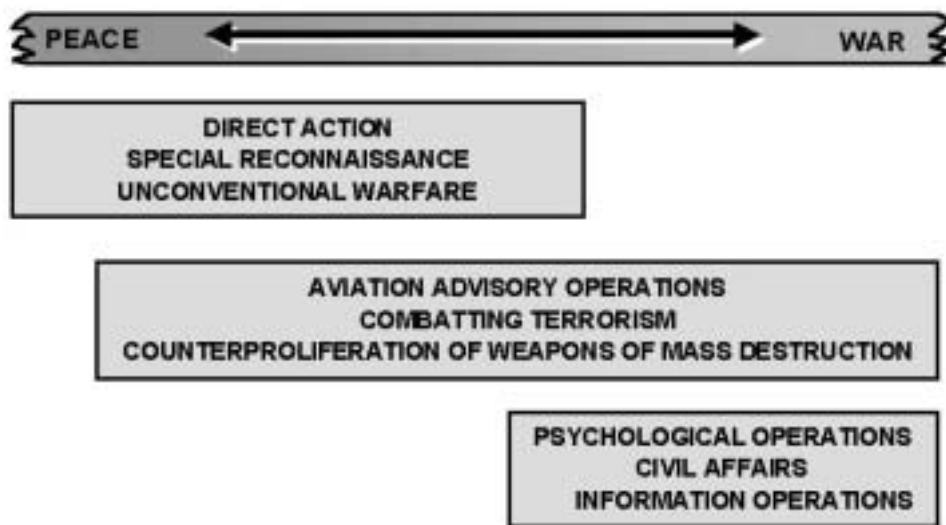 PEACE WAR
DIRECT ACTION
SPECIAL RECONNAISSANCE
UNCONVENTIONAL WARFARE
AVIATION ADVISORY OPERATIONS
COMBATTING TERRORISM
COUNTERPROLIFERATION OF WEAPONS OF MASS DESTRUCTION
PSYCHOLOGICAL OPERATIONS
CIVIL AFFAIRS
INFORMATION OPERATIONS